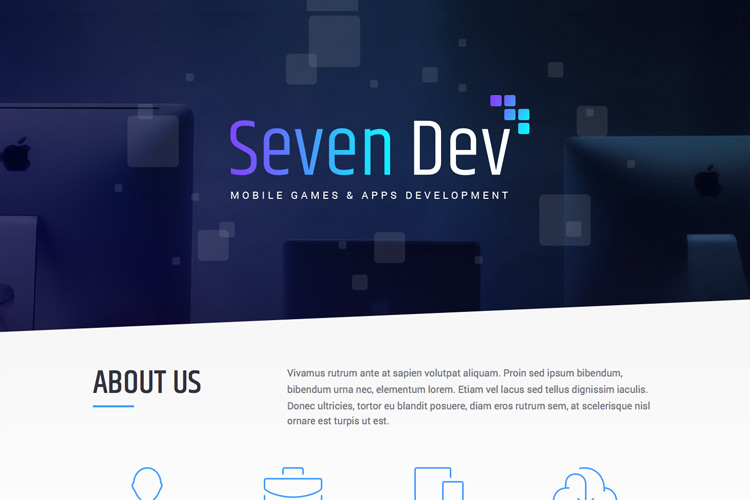 Seven Dev
MOBILE GAMES & APPS DEVELOPMENT
ABOUT US
Vivamus rutrum ante at sapien volutpat aliquam. Proin sed ipsum bibendum,
bibendum urna nec, elementum lorem. Etiam vel lacus sed tellus dignissim iaculis.
Donec ultricies, tortor eu blandit posuere, diam eros rutrum sem, at scelerisque nisl
ornare est turpis ut est.